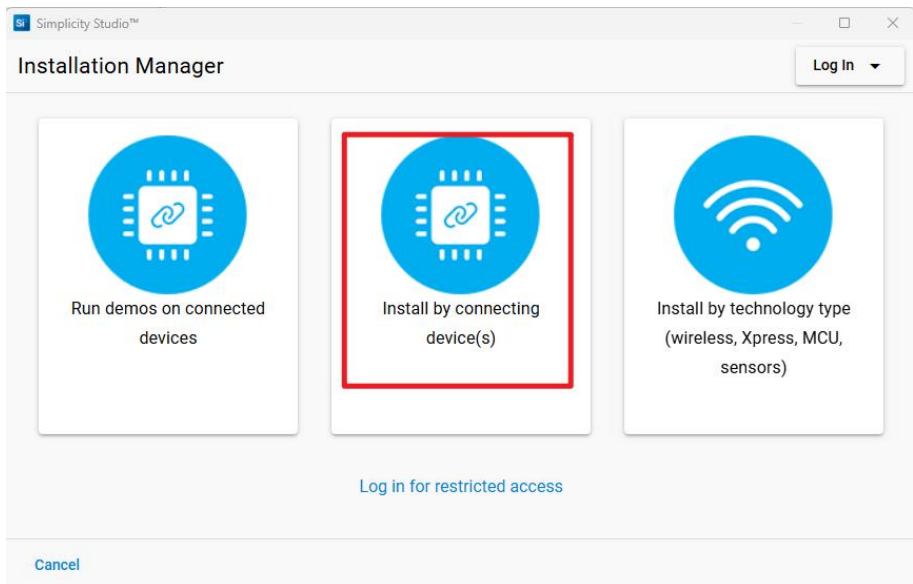 Si Simplicity Studio™
Installation Manager
Log In
Run demos on connected
devices
Install by connecting
device(s)
Install by technology type
(wireless, Xpress, MCU,
sensors)
Log in for restricted access
Cancel